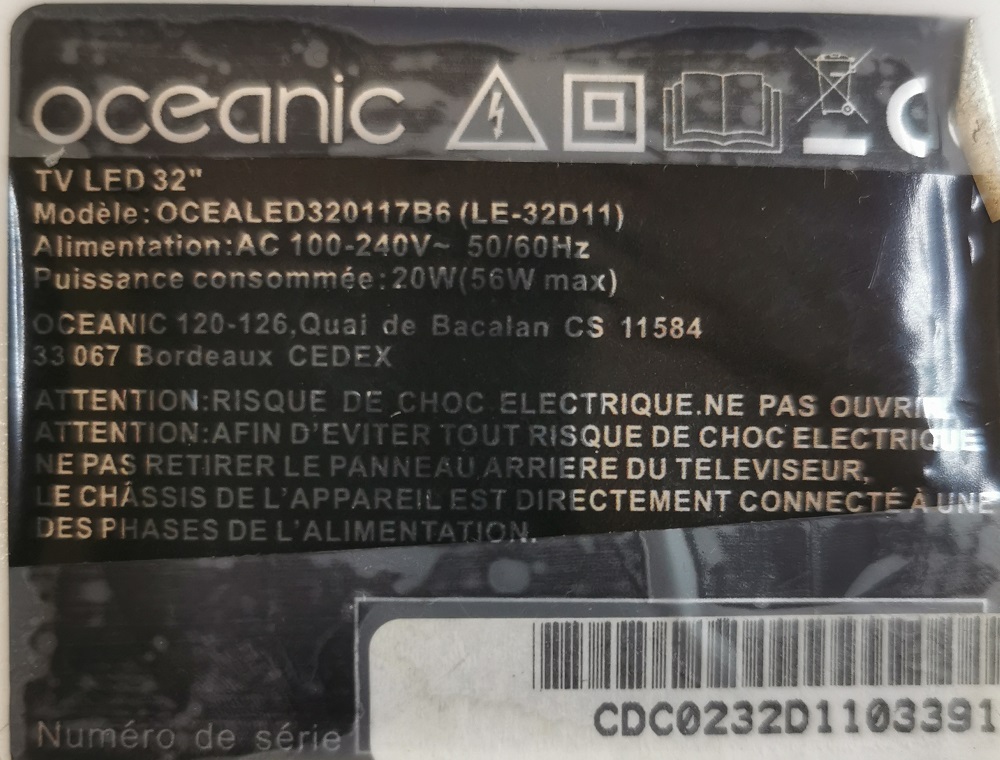 oceanic
TV LED 32"
Modèle:OCEALED320117B6 (LE-32D11)
Alimentation:AC 100-240V~ 50/60Hz
Puissance consommée:20W(56W max)
OCEANIC 120-126,Quai de Bacalan CS 11584
33 067 Bordeaux CEDEX
ATTENTION:RISQUE DE CHOC ELECTRIQUE.NE PAS
ATTENTION:AFIN D'EVITER TOUT RISQUE DE CHOC ELECTRIQUE
NE PAS RETIRER LE PANNEAU ARRIERE DU TELEVISEUR,
LE CHÂSSIS DE L'APPAREIL EST DIRECTEMENT CONNECTÉ À UNE
DES PHASES DE L'ALIMENTATION.
CDC0232D1103391
Numéro de série